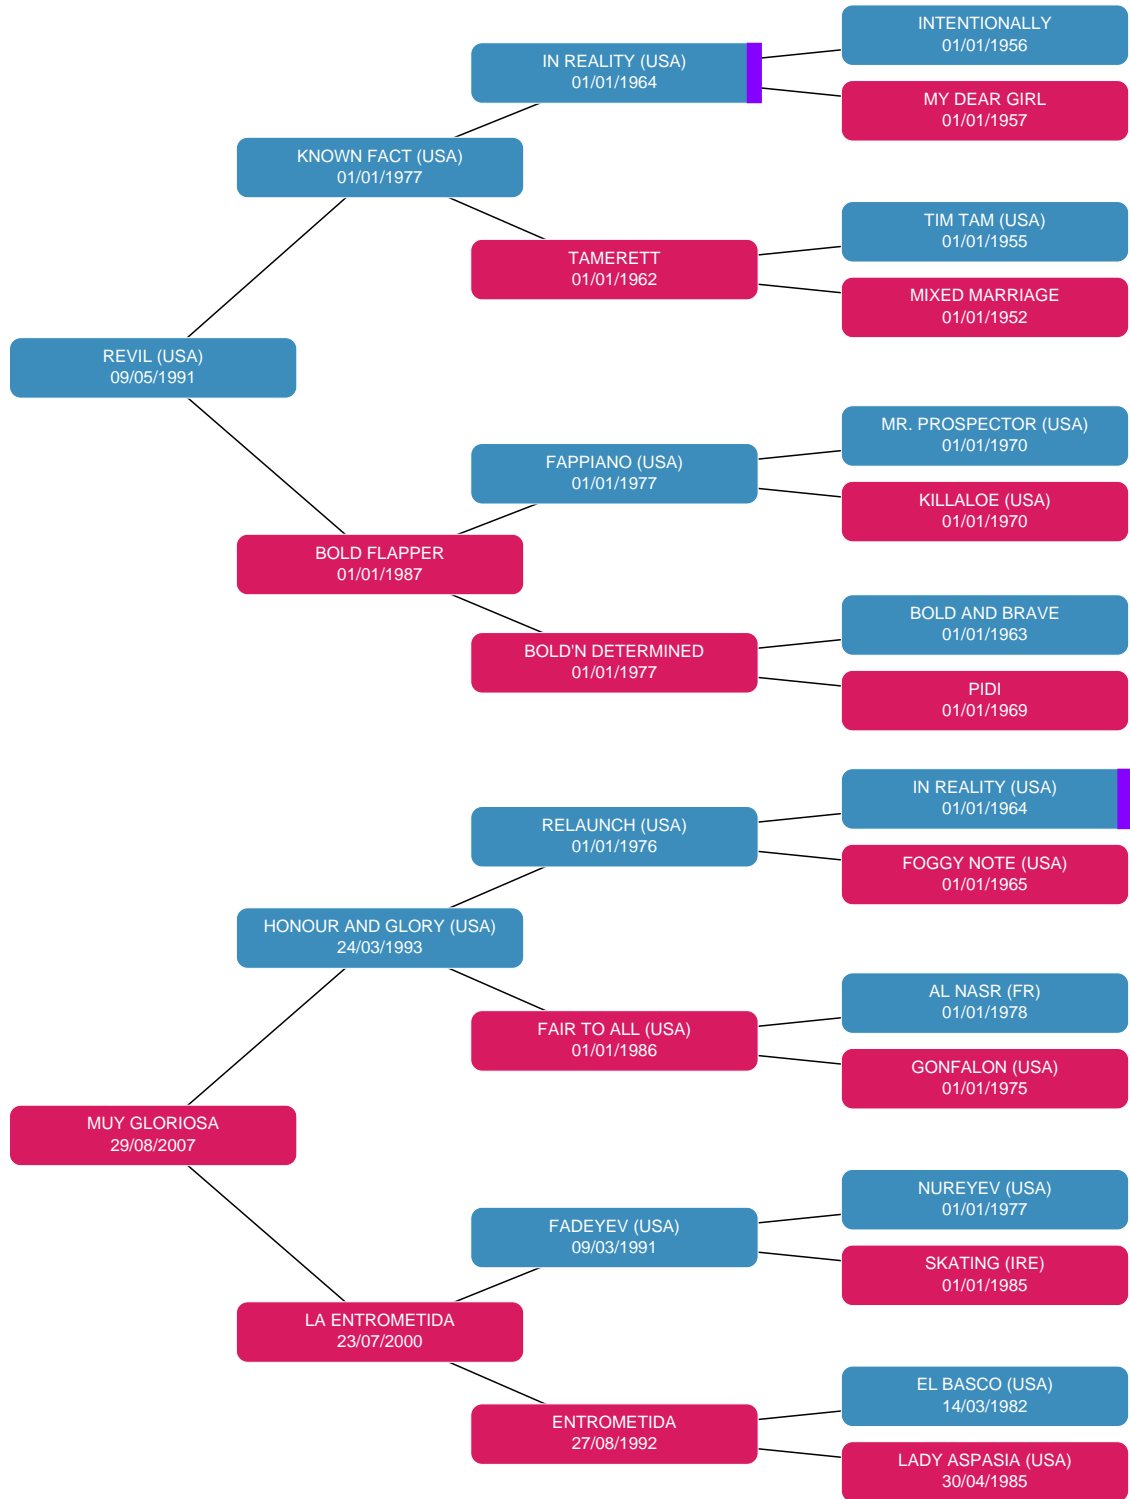 INTENTIONALLY
01/01/1956
IN REALITY (USA)
01/01/1964
MY DEAR GIRL
01/01/1957
KNOWN FACT (USA)
01/01/1977
TIM TAM (USA)
01/01/1955
TAMERETT
01/01/1962
MIXED MARRIAGE
01/01/1952
REVIL (USA)
09/05/1991
MR. PROSPECTOR (USA)
01/01/1970
FAPPIANO (USA)
01/01/1977
KILLALOE (USA)
01/01/1970
BOLD FLAPPER
01/01/1987
BOLD AND BRAVE
01/01/1963
BOLD'N DETERMINED
01/01/1977
PIDI
01/01/1969
IN REALITY (USA)
01/01/1964
RELAUNCH (USA)
01/01/1976
FOGGY NOTE (USA)
01/01/1965
HONOUR AND GLORY (USA)
24/03/1993
AL NASR (FR)
01/01/1978
FAIR TO ALL (USA)
01/01/1986
GONFALON (USA)
01/01/1975
MUY GLORIOSA
29/08/2007
NUREYEV (USA)
01/01/1977
FADEYEV (USA)
09/03/1991
SKATING (IRE)
01/01/1985
LA ENTROMETIDA
23/07/2000
EL BASCO (USA)
14/03/1982
ENTROMETIDA
27/08/1992
LADY ASPASIA (USA)
30/04/1985